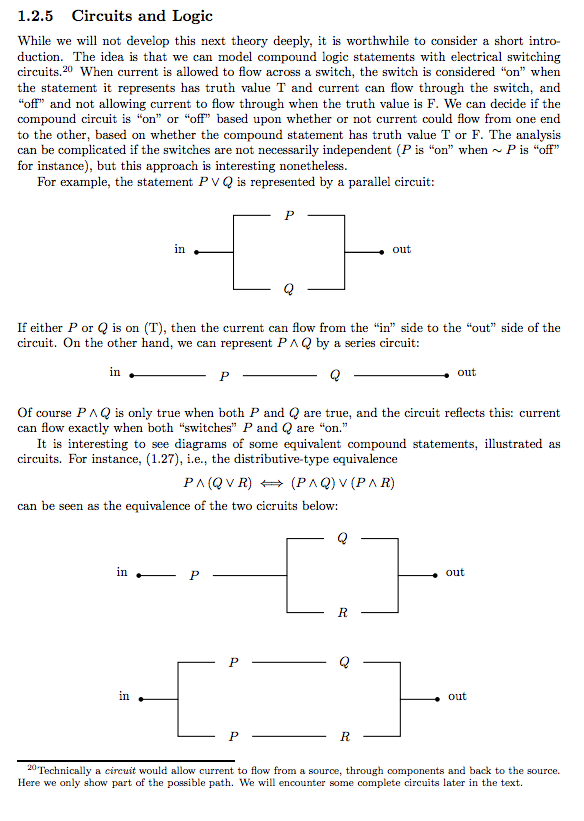 1.2.5 Circuits and Logic
While we will not develop this next theory deeply, it is worthwhile to consider a short intro-
duction. The idea is that we can model compound logic statements with electrical switching
circuits.²⁰ When current is allowed to flow across a switch, the switch is considered “on” when
the statement it represents has truth value T and current can flow through the switch, and
“off” and not allowing current to flow through when the truth value is F. We can decide if the
compound circuit is “on” or “off” based upon whether or not current could flow from one end
to the other, based on whether the compound statement has truth value T or F. The analysis
can be complicated if the switches are not necessarily independent (P is “on” when ∼ P is “off”
for instance), but this approach is interesting nonetheless.
For example, the statement P ∨ Q is represented by a parallel circuit:
P
in out
Q
If either P or Q is on (T), then the current can flow from the “in” side to the “out” side of the
circuit. On the other hand, we can represent P ∧ Q by a series circuit:
in P Q out
Of course P ∧ Q is only true when both P and Q are true, and the circuit reflects this: current
can flow exactly when both “switches” P and Q are “on.”
It is interesting to see diagrams of some equivalent compound statements, illustrated as
circuits. For instance, (1.27), i.e., the distributive-type equivalence
P ∧ (Q ∨ R) ⟺ (P ∧ Q) ∨ (P ∧ R)
can be seen as the equivalence of the two cicruits below:
Q
in P out
R
P Q
in out
P R
²⁰Technically a circuit would allow current to flow from a source, through components and back to the source.
Here we only show part of the possible path. We will encounter some complete circuits later in the text.